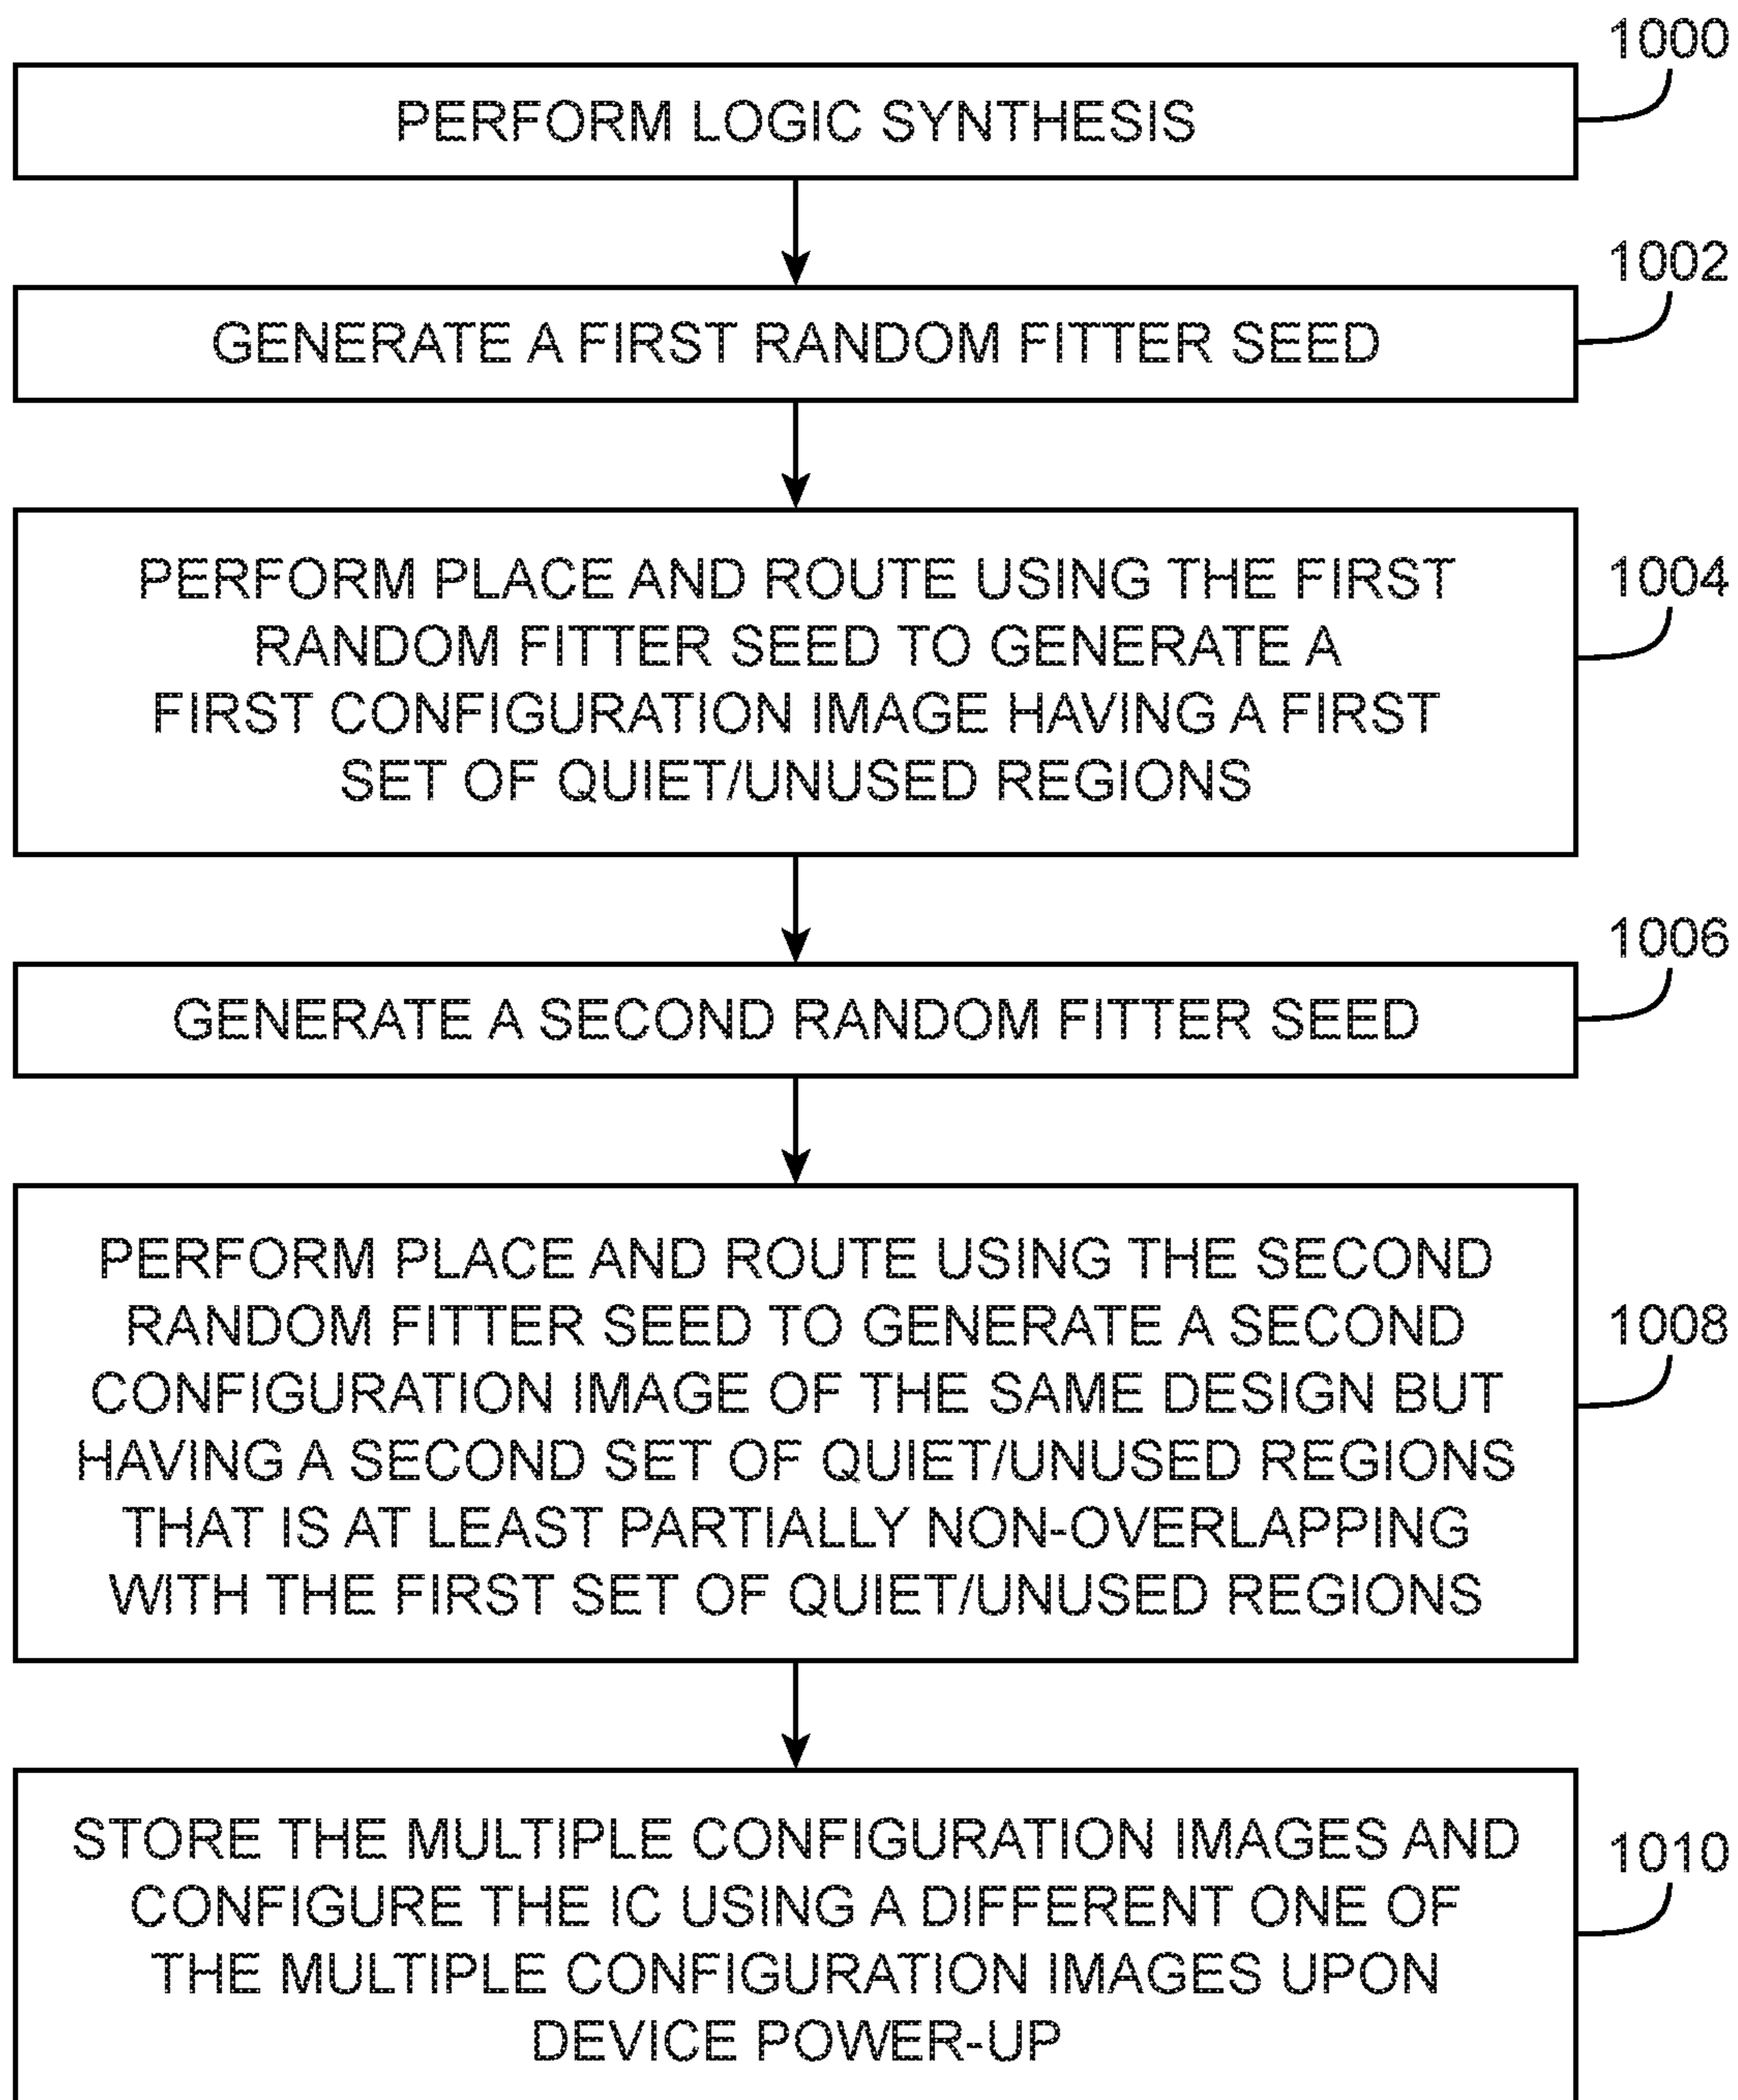 1000
PERFORM LOGIC SYNTHESIS
1002
GENERATE A FIRST RANDOM FITTER SEED
PERFORM PLACE AND ROUTE USING THE FIRST
1004
RANDOM FITTER SEED TO GENERATE A
FIRST CONFIGURATION IMAGE HAVING A FIRST
SET OF QUIET/UNUSED REGIONS
1006
GENERATE A SECOND RANDOM FITTER SEED
PERFORM PLACE AND ROUTE USING THE SECOND
RANDOM FITTER SEED TO GENERATE A SECOND
1008
CONFIGURATION IMAGE OF THE SAME DESIGN BUT
HAVING A SECOND SET OF QUIET/UNUSED REGIONS
THAT IS AT LEAST PARTIALLY NON-OVERLAPPING
WITH THE FIRST SET OF QUIET/UNUSED REGIONS
STORE THE MULTIPLE CONFIGURATION IMAGES AND
1010
CONFIGURE THE IC USING A DIFFERENT ONE OF
THE MULTIPLE CONFIGURATION IMAGES UPON
DEVICE POWER-UP